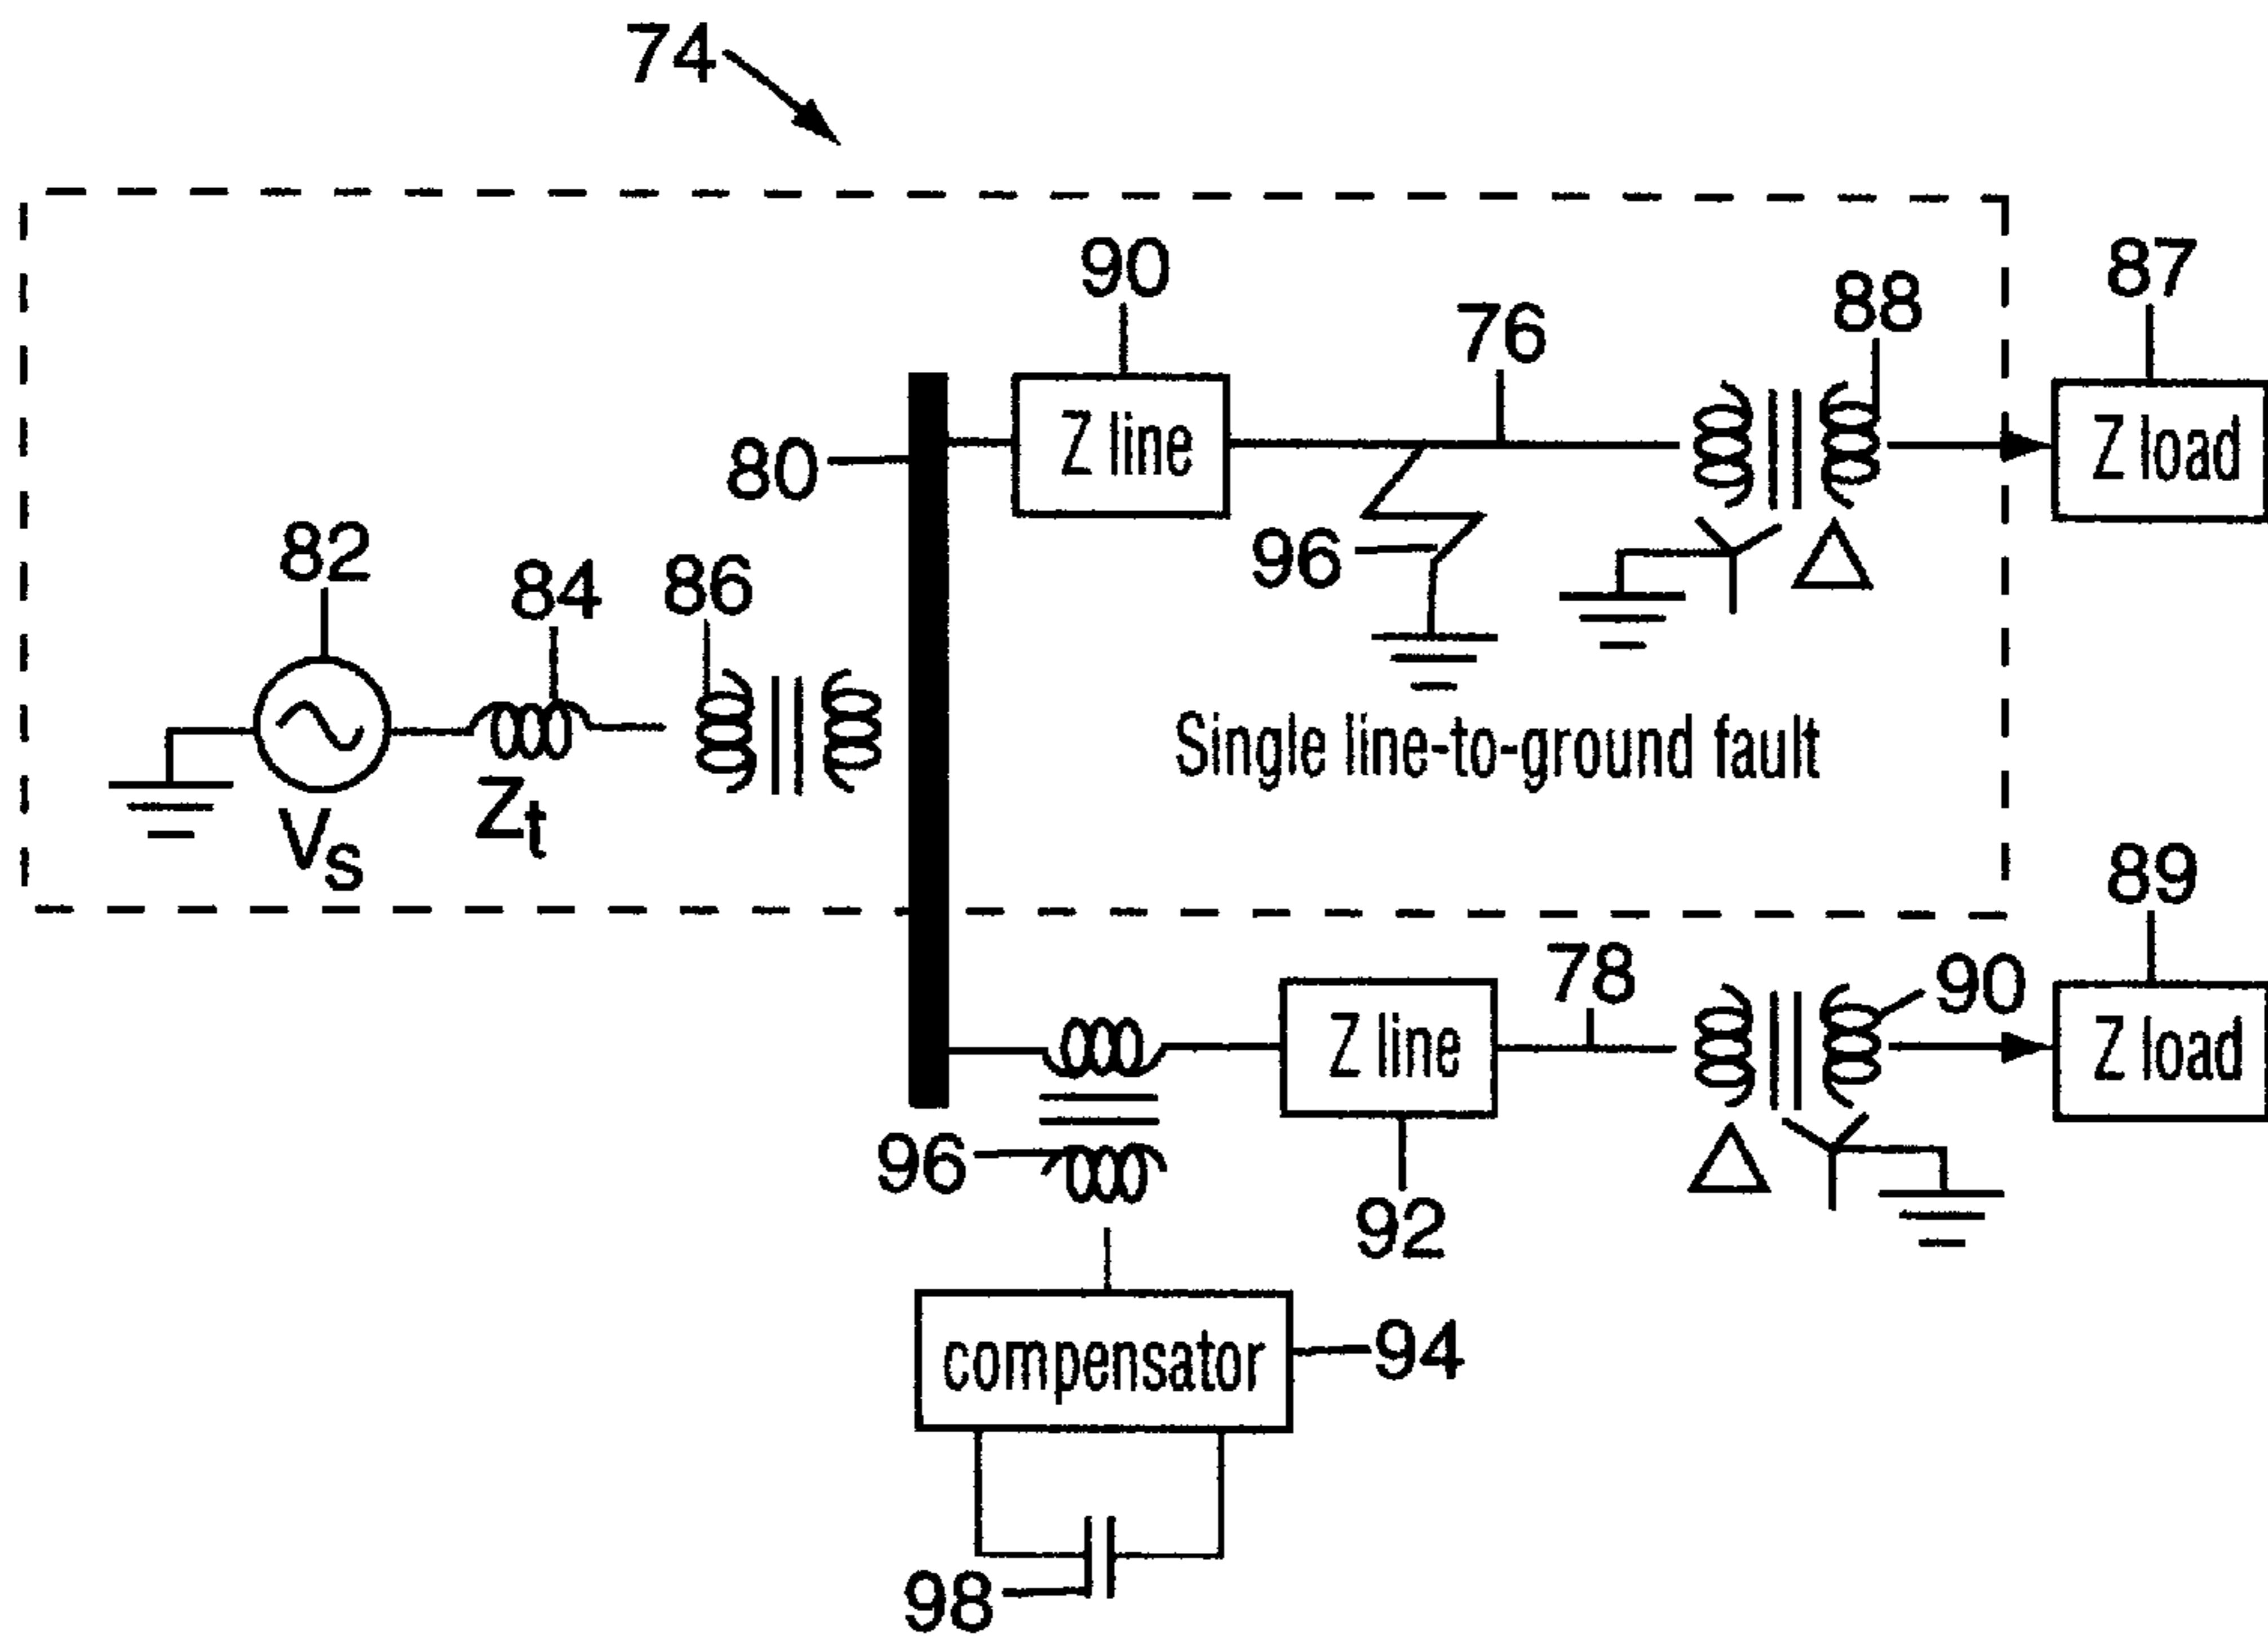 74
90
87
88
76
Z line
Z load
80
82
84
86
96
Single line-to-ground fault
Zt
Vs
89
78
90
Z line
Z load
96
92
compensator
94
98